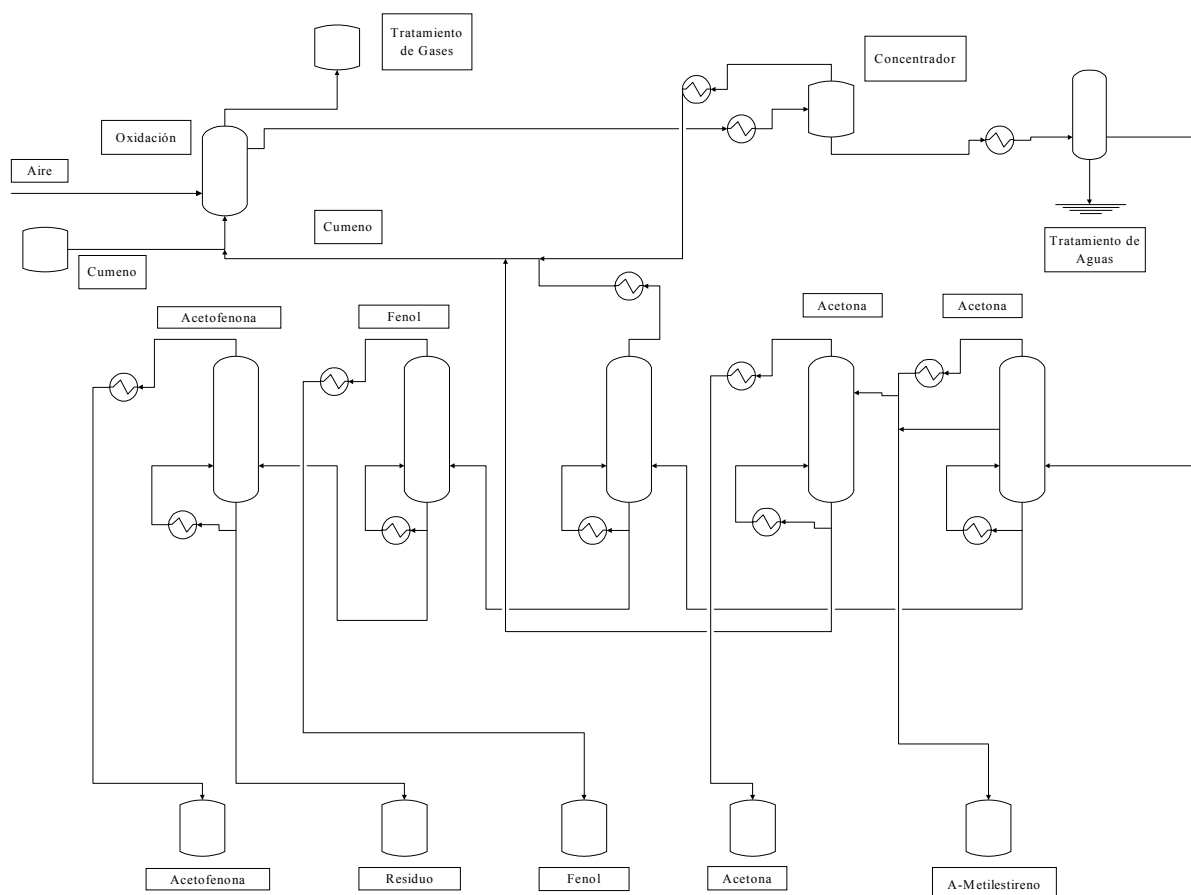 Tratamiento
de Gases
Concentrador
Oxidación
Aire
Cumeno
Cumeno
Tratamiento de
Aguas
Acetofenona
Fenol
Acetona
Acetona
Acetofenona
Residuo
Fenol
Acetona
A-Metilestireno